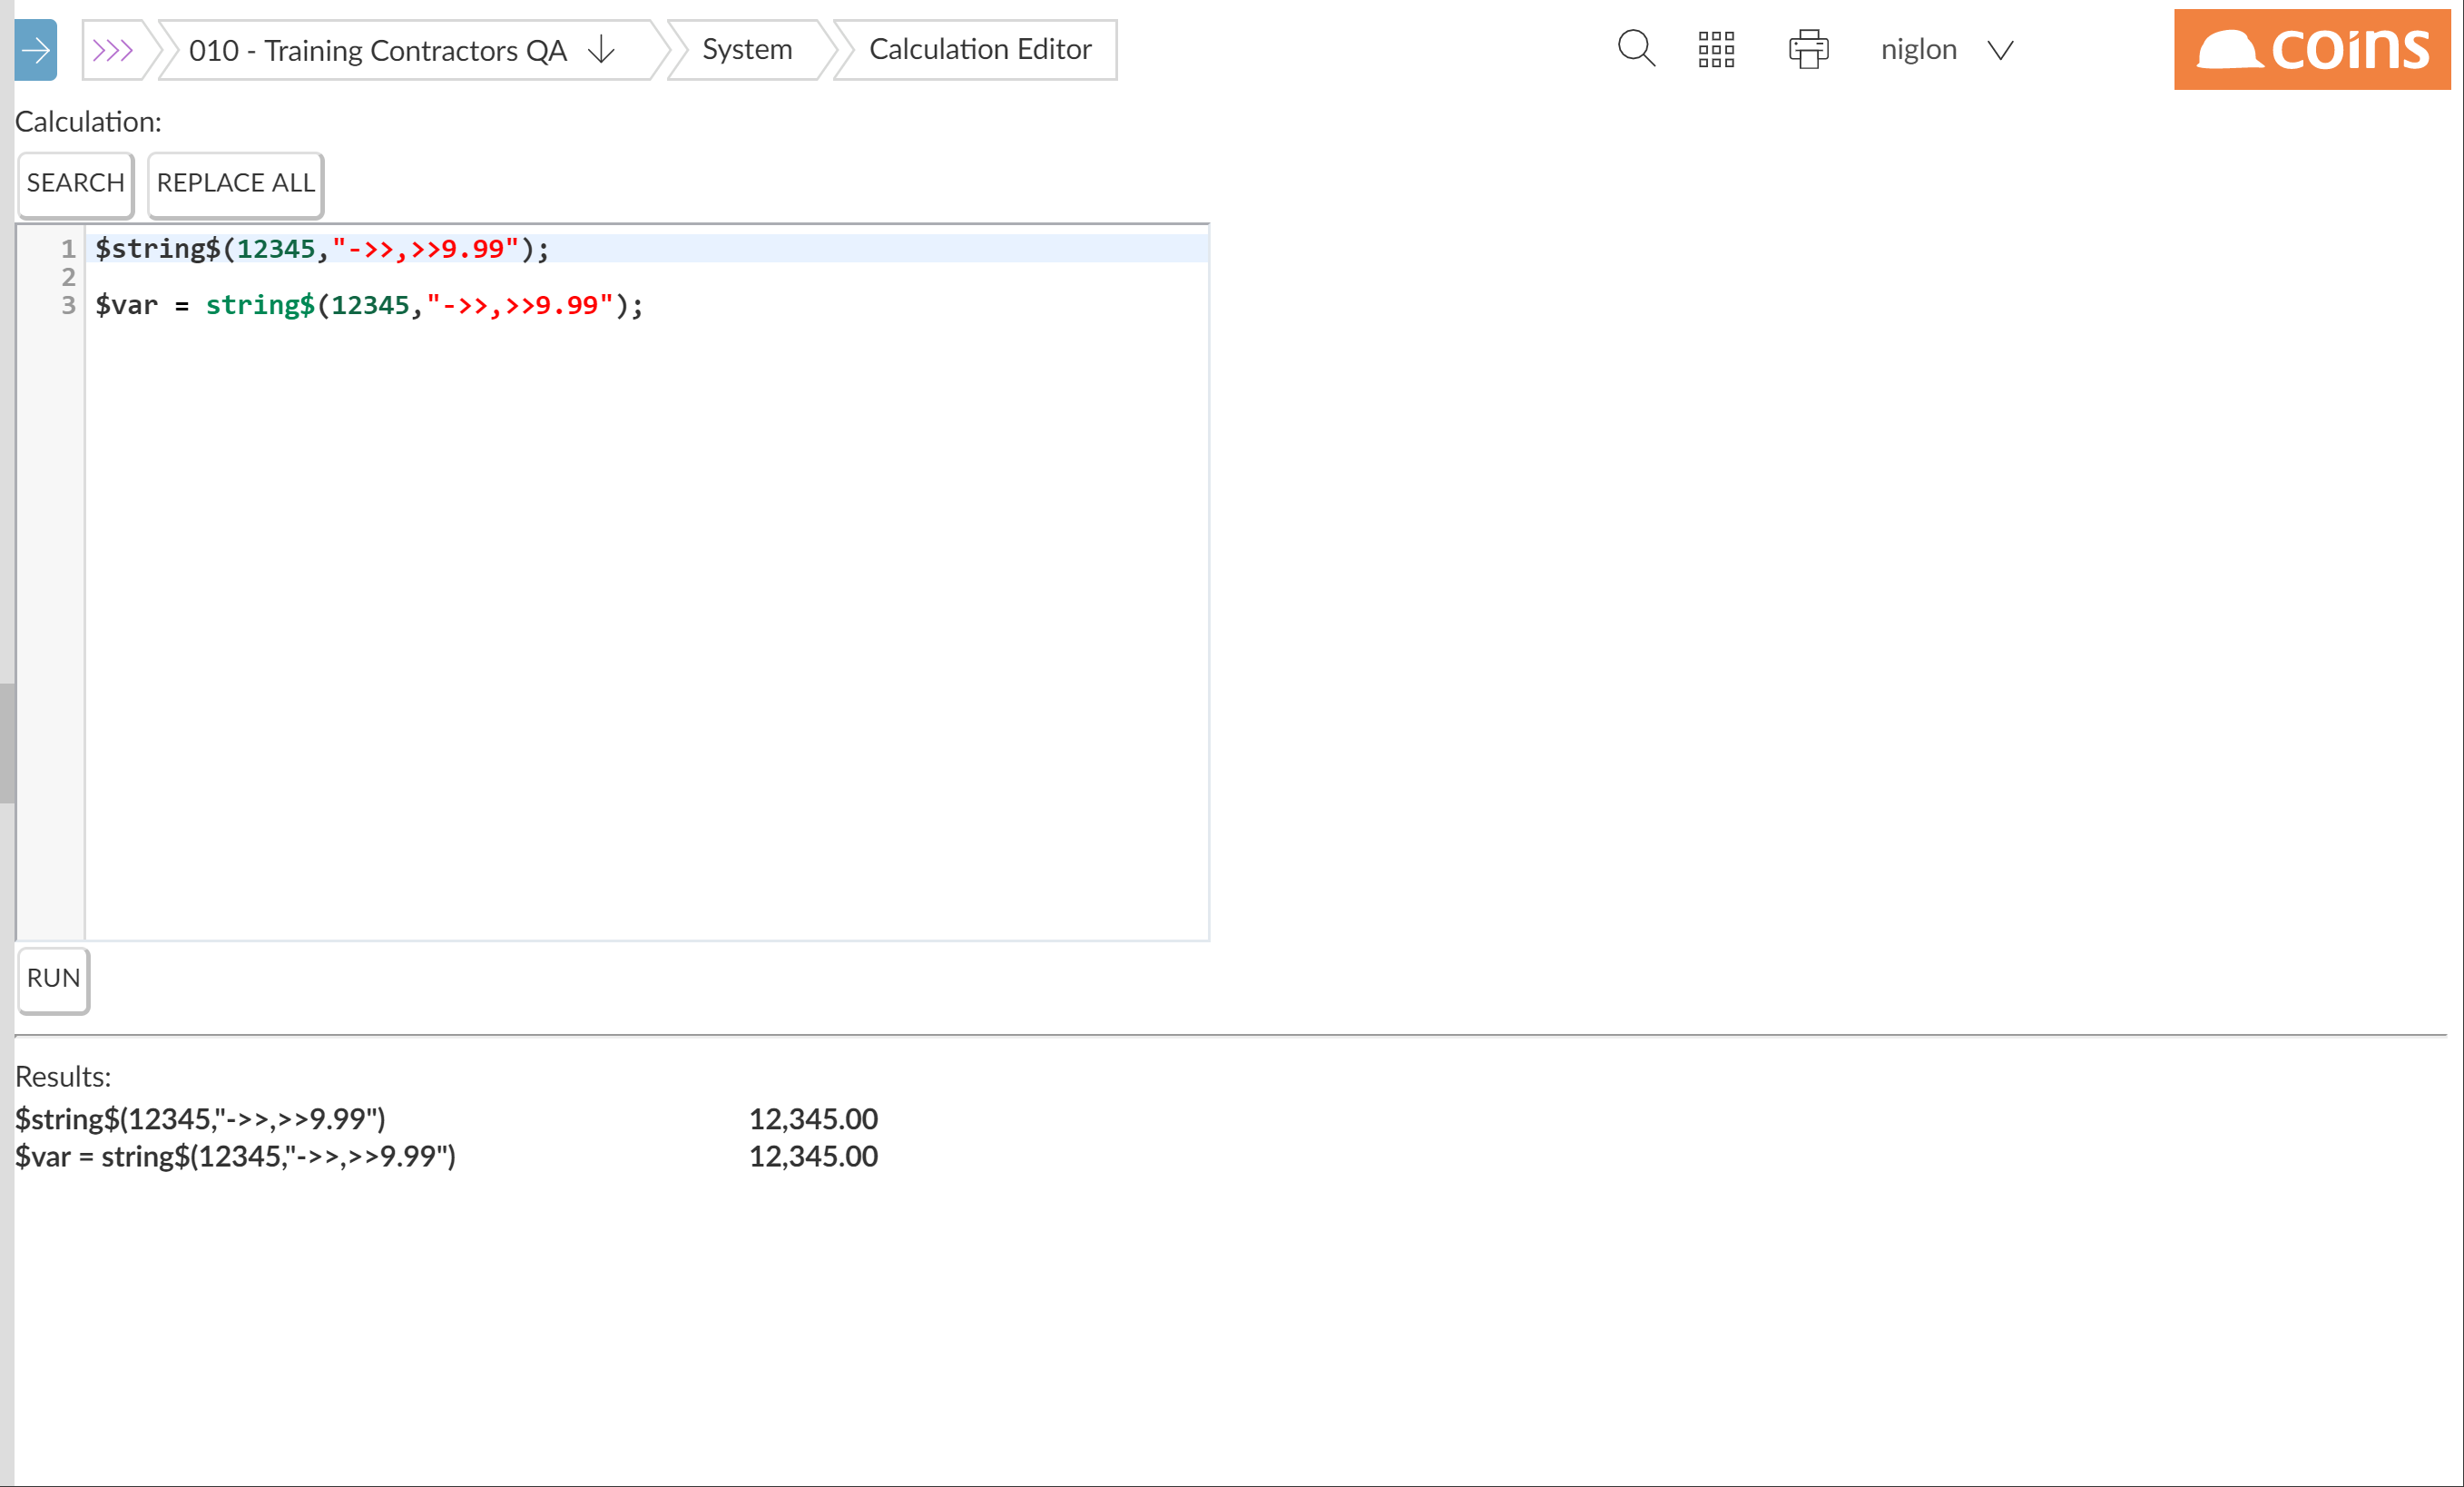 010 - Training Contractors QA
System
Calculation Editor
niglon
coins
Calculation:
SEARCH
REPLACE ALL
1 $string$(12345,"->>,>>9.99");
2
3 $var = string$(12345,"->>,>>9.99");
RUN
Results:
$string$(12345,"->>,>>9.99") 12,345.00
$var = string$(12345,"->>,>>9.99") 12,345.00